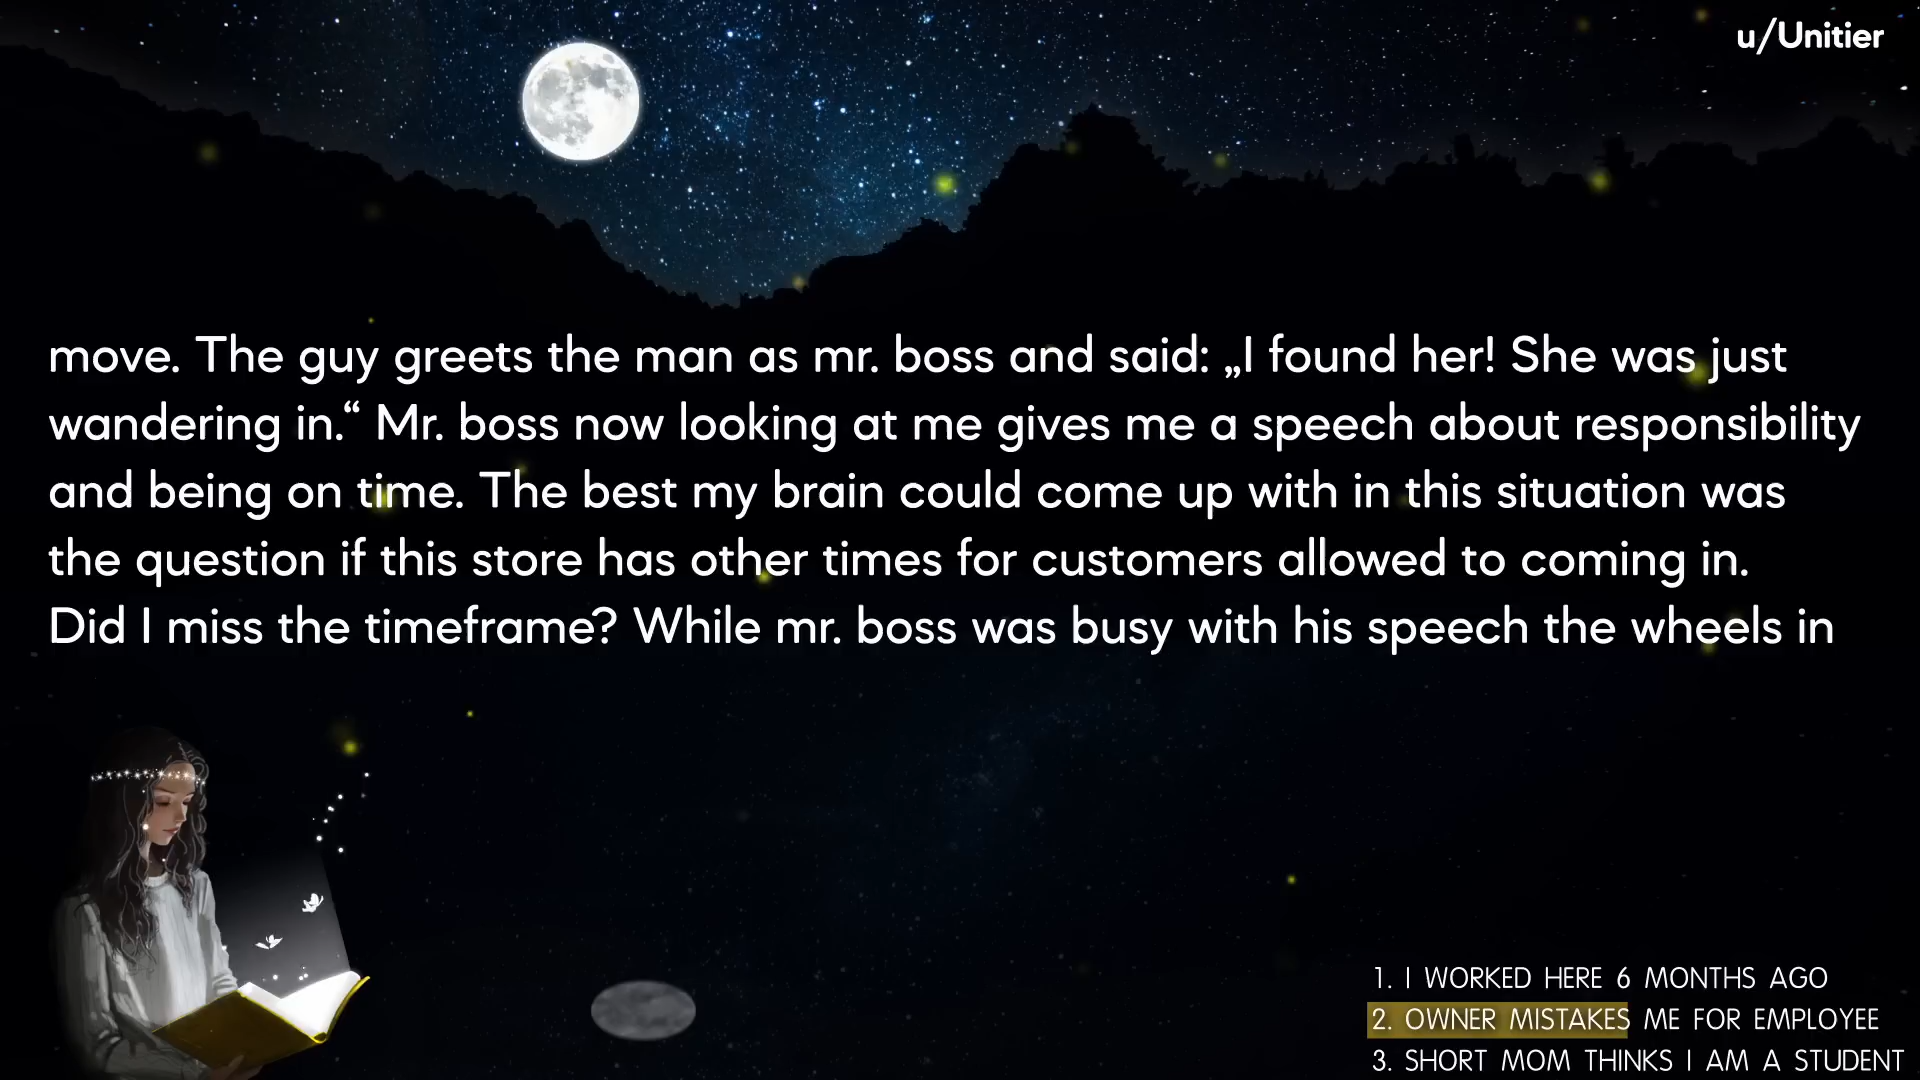 u/Unitier
move. The guy greets the man as mr. boss and said: „I found her! She was just
wandering in.“ Mr. boss now looking at me gives me a speech about responsibility
and being on time. The best my brain could come up with in this situation was
the question if this store has other times for customers allowed to coming in.
Did I miss the timeframe? While mr. boss was busy with his speech the wheels in
1. I WORKED HERE 6 MONTHS AGO
2. OWNER MISTAKES ME FOR EMPLOYEE
3. SHORT MOM THINKS I AM A STUDENT